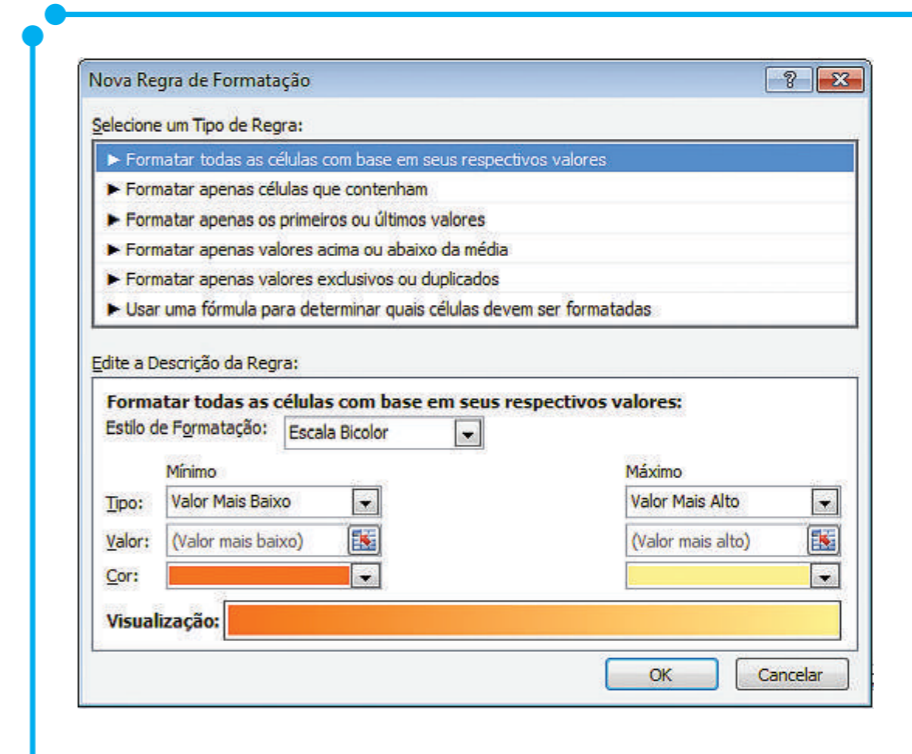 Nova Regra de Formatação
Selecione um Tipo de Regra:
► Formatar todas as células com base em seus respectivos valores
► Formatar apenas células que contenham
► Formatar apenas os primeiros ou últimos valores
► Formatar apenas valores acima ou abaixo da média
► Formatar apenas valores exclusivos ou duplicados
► Usar uma fórmula para determinar quais células devem ser formatadas
Edite a Descrição da Regra:
Formatar todas as células com base em seus respectivos valores:
Estilo de Formatação: Escala Bicolor
Mínimo Máximo
Tipo: Valor Mais Baixo Valor Mais Alto
Valor: (Valor mais baixo) (Valor mais alto)
Cor:
Visualização:
OK Cancelar